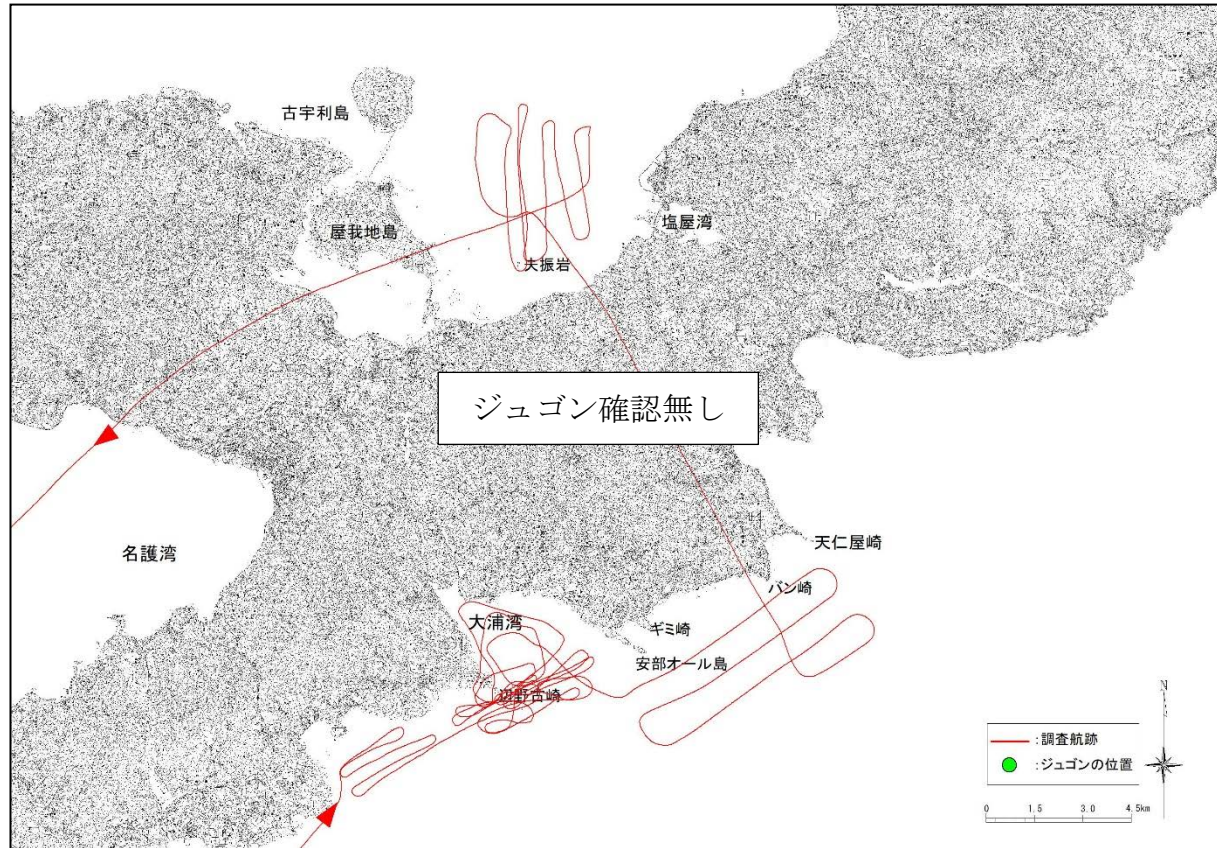 古宇利島
屋我地島
塩屋湾
夫振岩
ジュゴン確認無し
名護湾
天仁屋崎
バン崎
大浦湾
ギミ崎
安部オール島
辺野古崎
N
:調査航跡
:ジュゴンの位置
0 1.5 3.0 4.5km